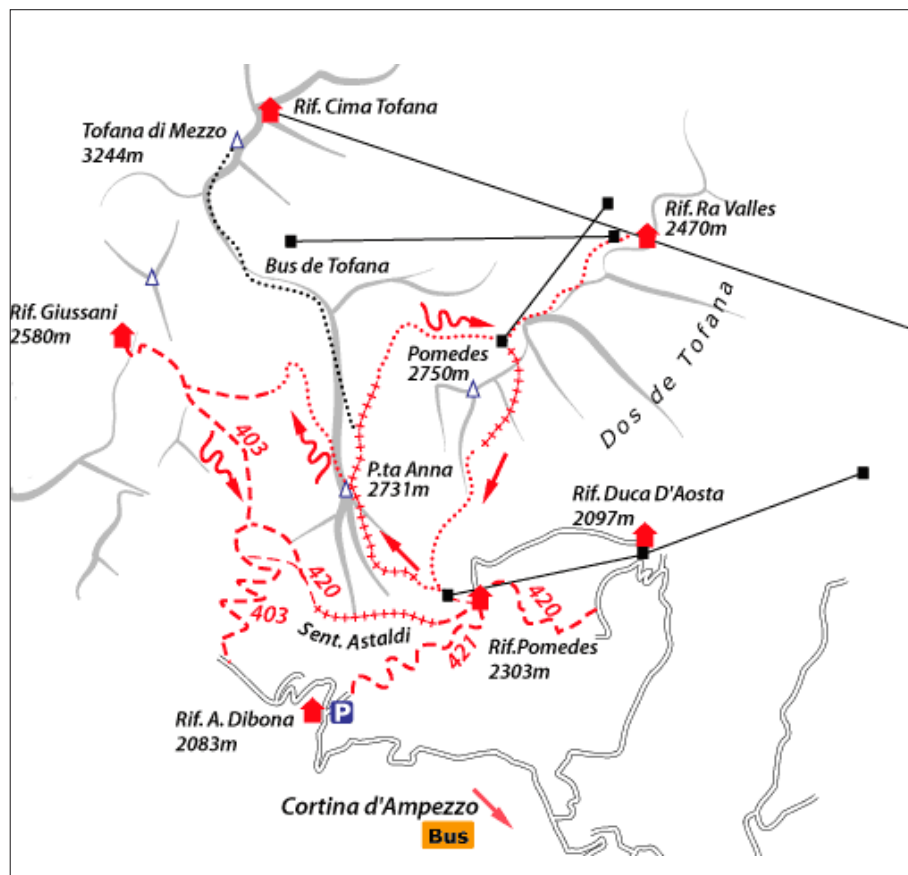 Rif. Cima Tofana
Tofana di Mezzo
3244m
Rif. Ra Valles
2470m
Bus de Tofana
Rif. Giussani
2580m
Pomedes
2750m
Dos de Tofana
403
P.ta Anna
2731m
Rif. Duca D'Aosta
2097m
420
420
403
Sent. Astaldi
421
Rif.Pomedes
2303m
P
Rif. A. Dibona
2083m
Cortina d'Ampezzo
Bus